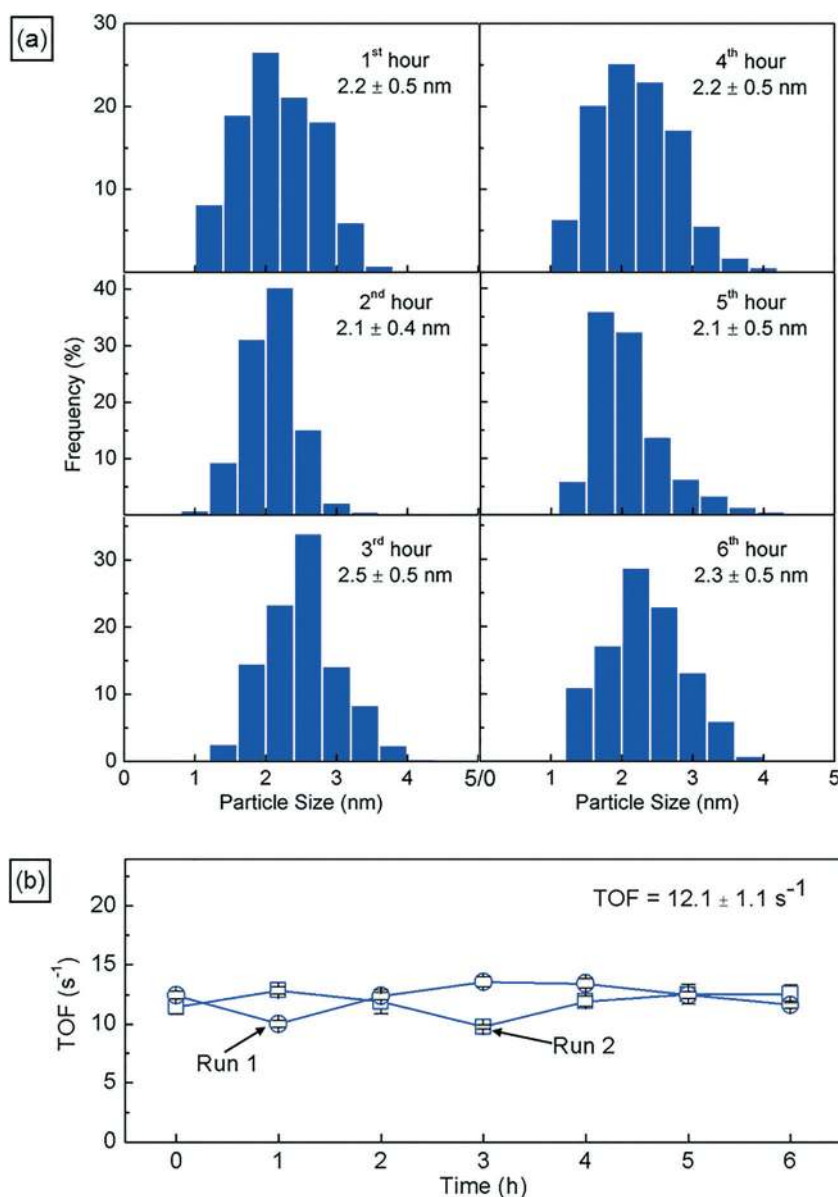 (a)
30
20
10
1st hour
2.2 ± 0.5 nm
4th hour
2.2 ± 0.5 nm
Frequency (%)
40
30
20
10
2nd hour
2.1 ± 0.4 nm
5th hour
2.1 ± 0.5 nm
30
20
10
0
3rd hour
2.5 ± 0.5 nm
6th hour
2.3 ± 0.5 nm
0 1 2 3 4 5/0 1 2 3 4 5
Particle Size (nm) Particle Size (nm)
(b)
TOF = 12.1 ± 1.1 s-1
TOF (s-1)
20
15
10
5
0
Run 1
Run 2
0 1 2 3 4 5 6
Time (h)